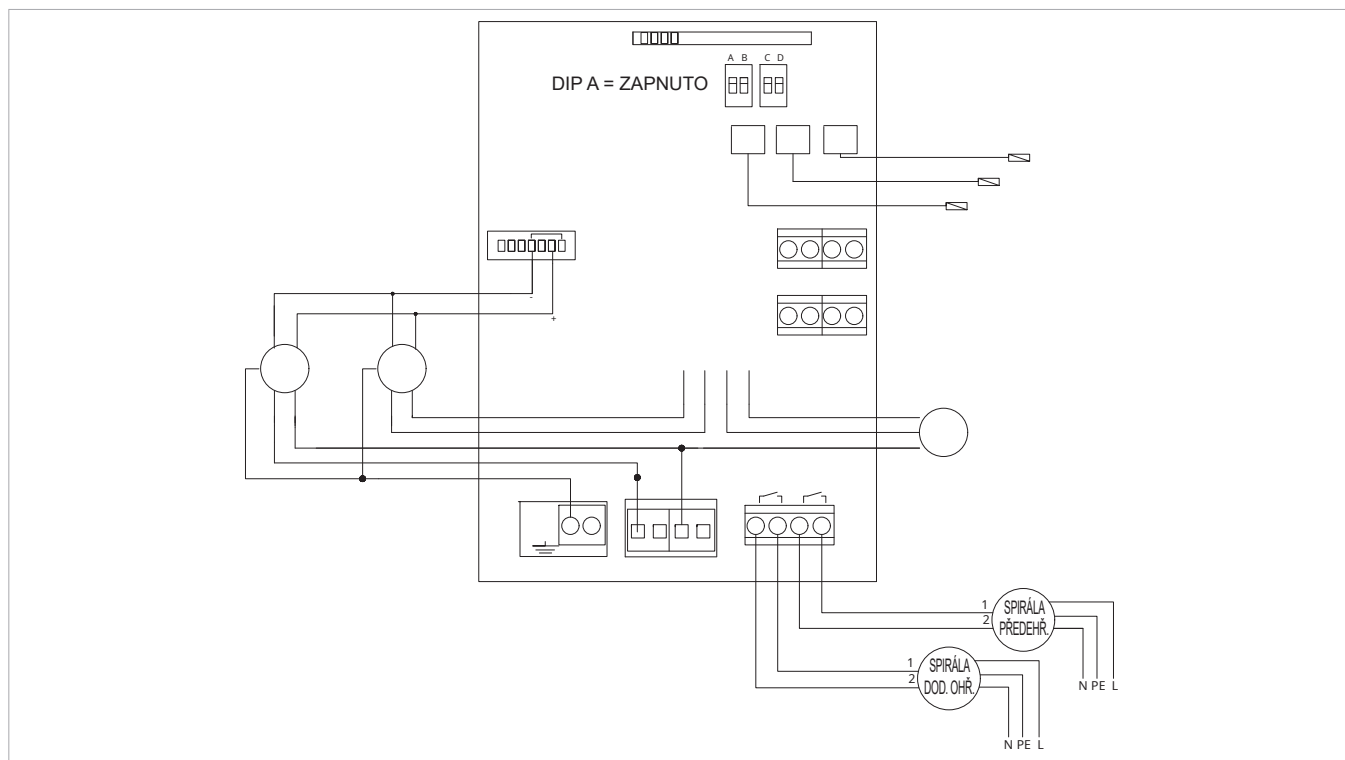 A B C D
DIP A = ZAPNUTO
-
+
1
2
SPIRÁLA
PŘEDEHŘ.
N PE L
1
2
SPIRÁLA
DOD. OHŘ.
N PE L